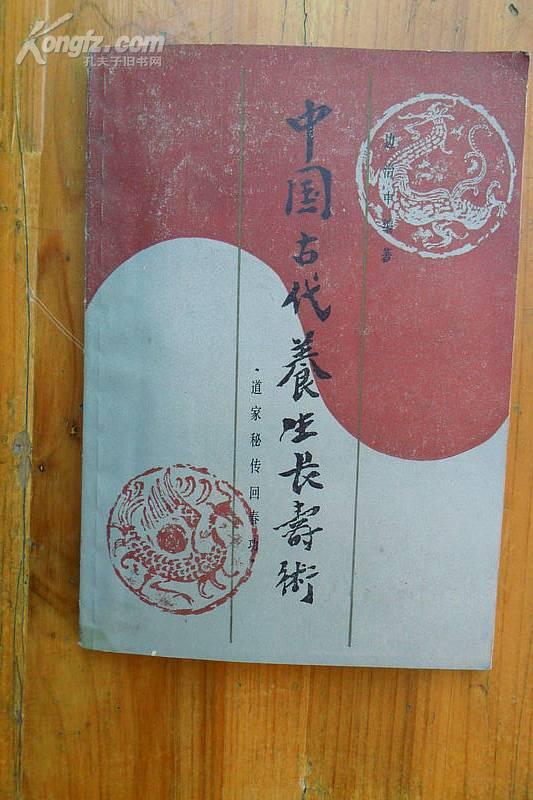 Kongfz.com
孔夫子旧书网
边治中 著
中国古代養生长寿術
·道家秘传回春功